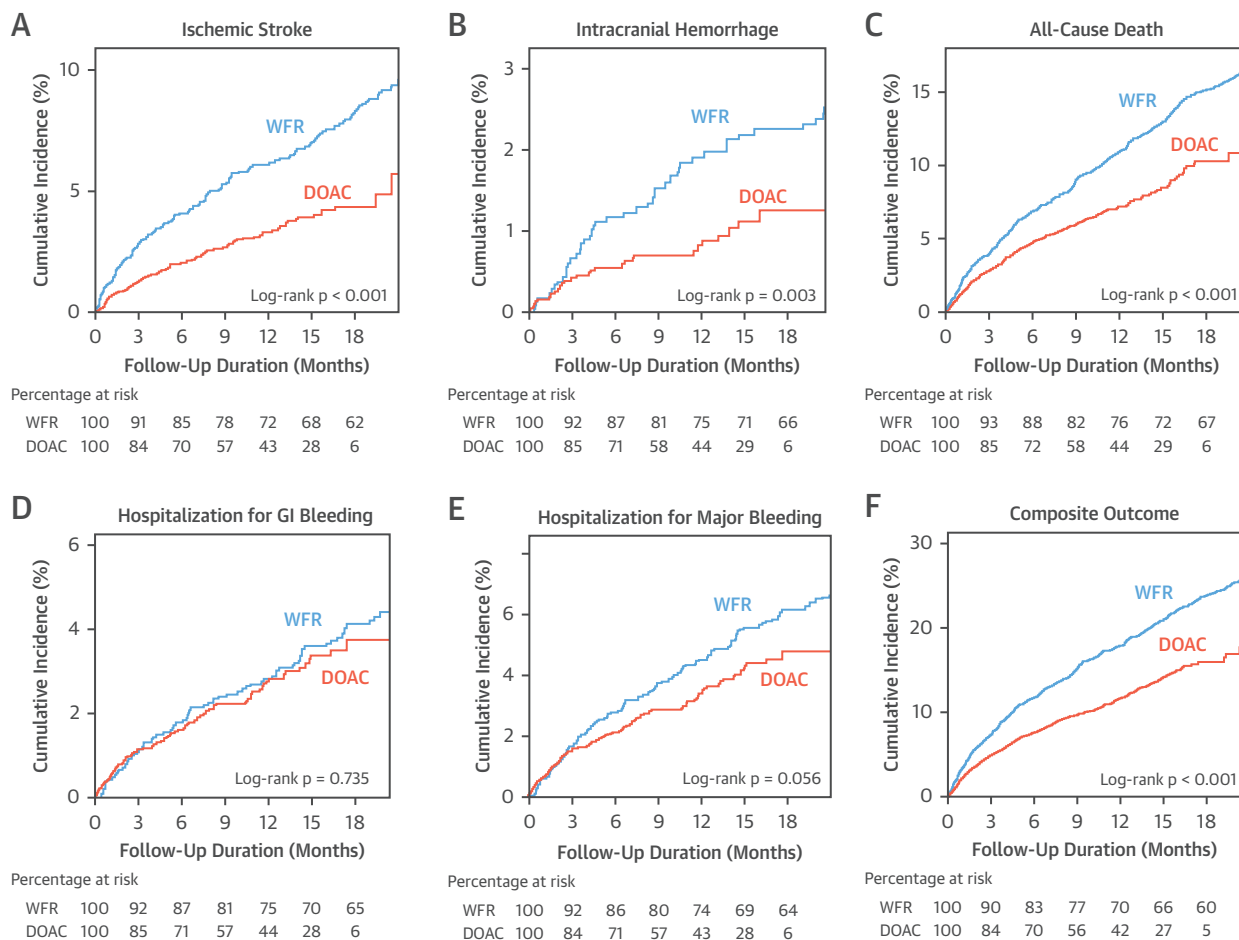 A
Ischemic Stroke
Cumulative Incidence (%)
10
5
0
WFR
DOAC
Log-rank p < 0.001
0 3 6 9 12 15 18
Follow-Up Duration (Months)
Percentage at risk
WFR 100 91 85 78 72 68 62
DOAC 100 84 70 57 43 28 6
B
Intracranial Hemorrhage
Cumulative Incidence (%)
3
2
1
0
WFR
DOAC
Log-rank p = 0.003
0 3 6 9 12 15 18
Follow-Up Duration (Months)
Percentage at risk
WFR 100 92 87 81 75 71 66
DOAC 100 85 71 58 44 29 6
C
All-Cause Death
Cumulative Incidence (%)
15
10
5
0
WFR
DOAC
Log-rank p < 0.001
0 3 6 9 12 15 18
Follow-Up Duration (Months)
Percentage at risk
WFR 100 93 88 82 76 72 67
DOAC 100 85 72 58 44 29 6
D
Hospitalization for GI Bleeding
Cumulative Incidence (%)
6
4
2
0
WFR
DOAC
Log-rank p = 0.735
0 3 6 9 12 15 18
Follow-Up Duration (Months)
Percentage at risk
WFR 100 92 87 81 75 70 65
DOAC 100 85 71 57 44 28 6
E
Hospitalization for Major Bleeding
Cumulative Incidence (%)
6
4
2
0
WFR
DOAC
Log-rank p = 0.056
0 3 6 9 12 15 18
Follow-Up Duration (Months)
Percentage at risk
WFR 100 92 86 80 74 69 64
DOAC 100 84 71 57 43 28 6
F
Composite Outcome
Cumulative Incidence (%)
30
20
10
0
WFR
DOAC
Log-rank p < 0.001
0 3 6 9 12 15 18
Follow-Up Duration (Months)
Percentage at risk
WFR 100 90 83 77 70 66 60
DOAC 100 84 70 56 42 27 5